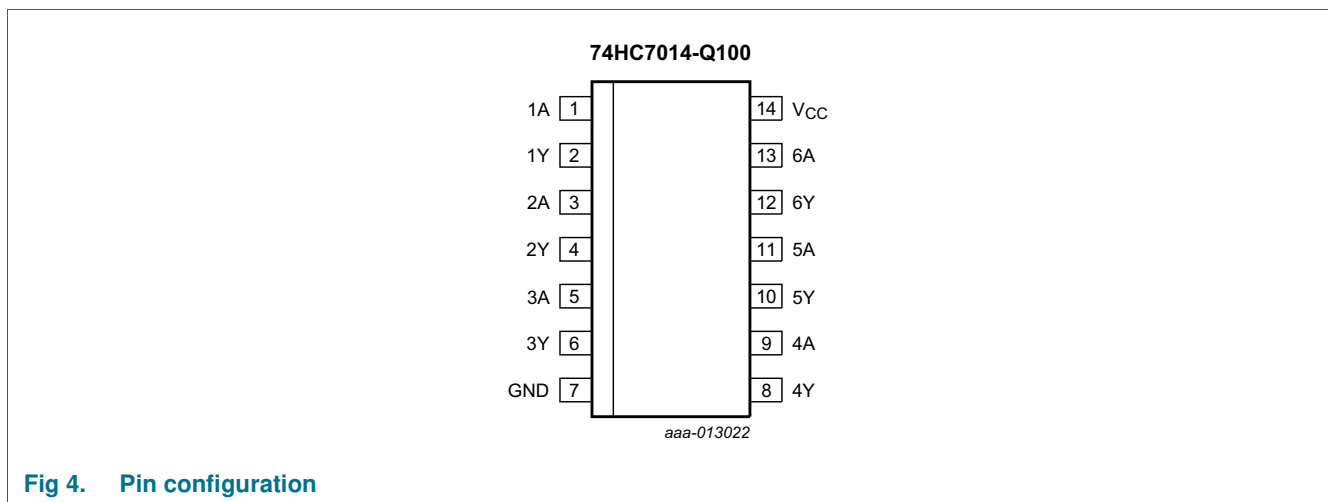 74HC7014-Q100
1A 1 14 VCC
1Y 2 13 6A
2A 3 12 6Y
2Y 4 11 5A
3A 5 10 5Y
3Y 6 9 4A
GND 7 8 4Y
aaa-013022
Fig 4. Pin configuration